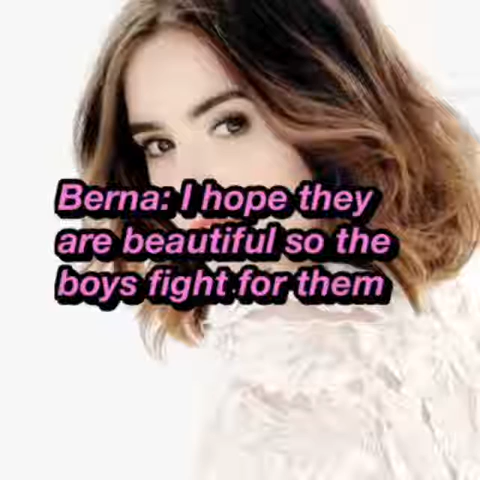 Berna: I hope they
are beautiful so the
boys fight for them